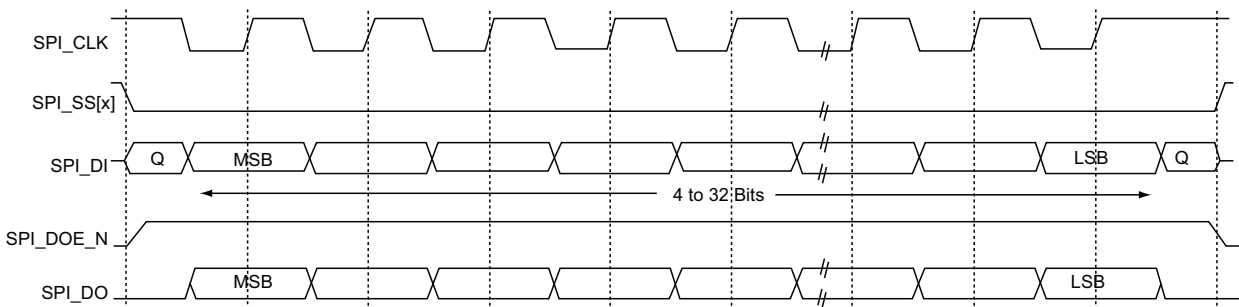 SPI_CLK
SPI_SS[x]
SPI_DI Q MSB LSB Q
4 to 32 Bits
SPI_DOE_N
SPI_DO MSB LSB